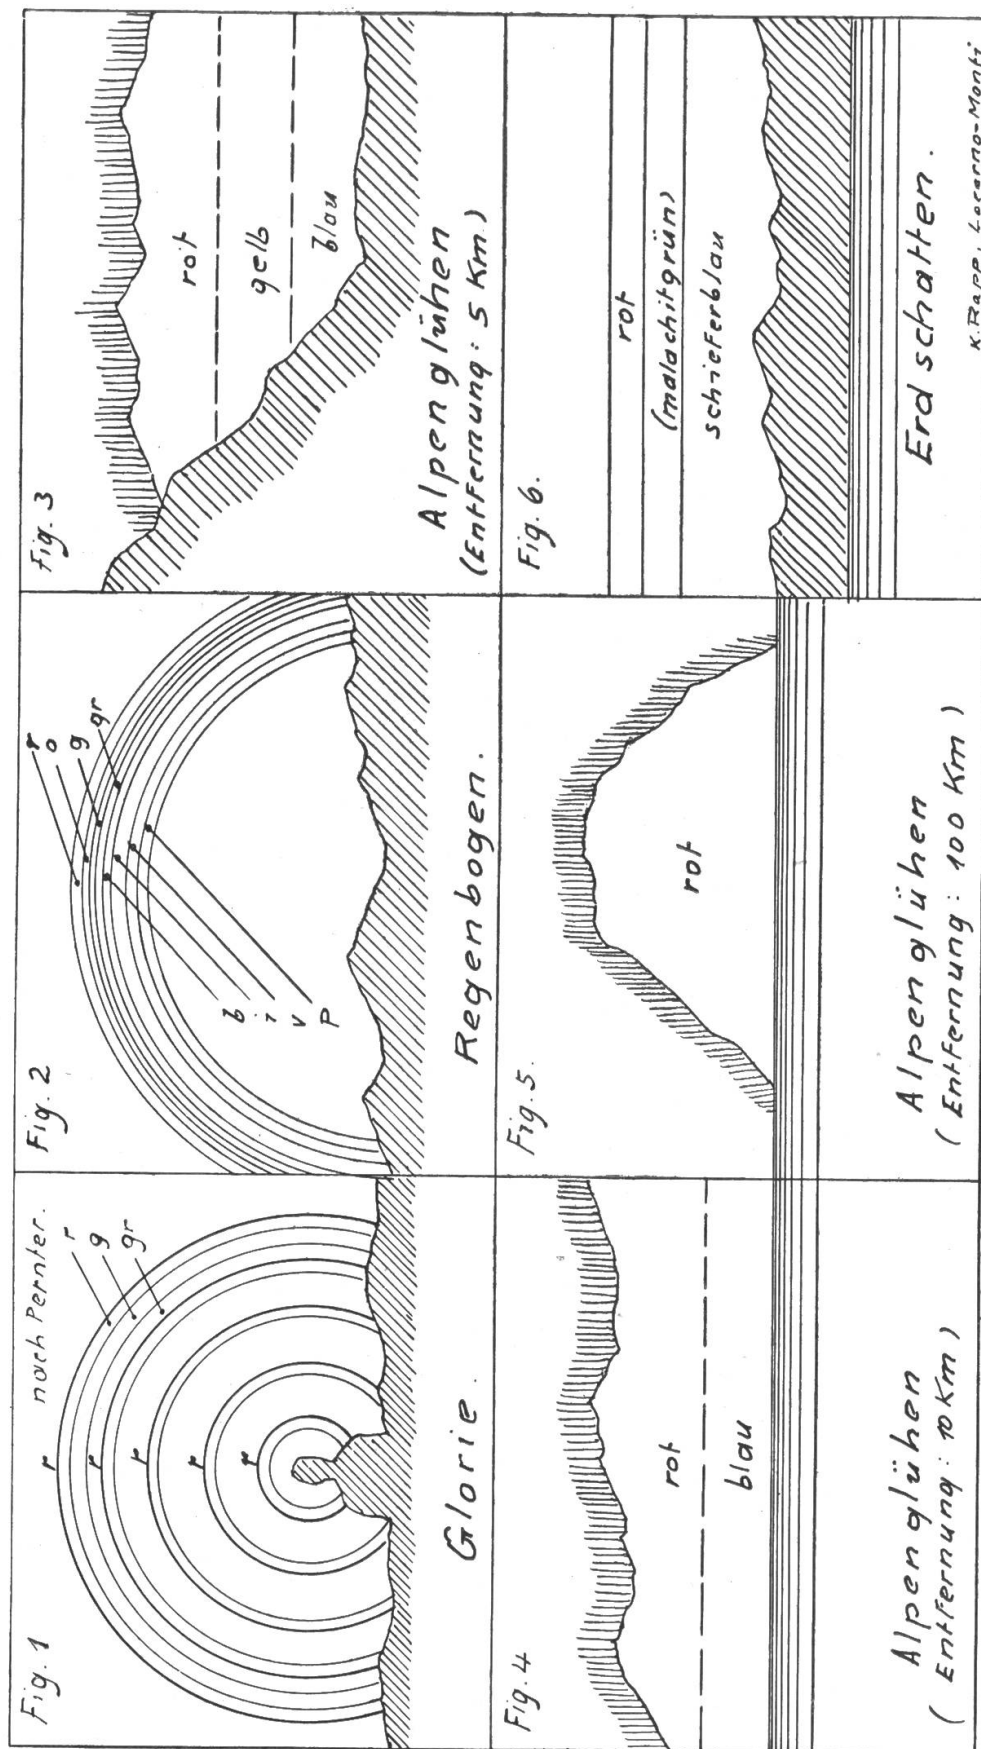 Fig. 1
nach Pernter.
r
r
r
r
r
r
g
gr
Glorie.
Fig. 2
r
o
g
gr
b
i
v
p
Regenbogen.
Fig. 3
rot
gelb
blau
Alpenglühen
(Entfernung: 5 Km.)
Fig. 4
rot
blau
Alpenglühen
(Entfernung: 10 Km)
Fig. 5.
rot
Alpenglühen
(Entfernung: 100 Km)
Fig. 6.
rot
(malachitgrün)
schieferblau
Erdschatten.
K. Rapp, Locarno-Monti